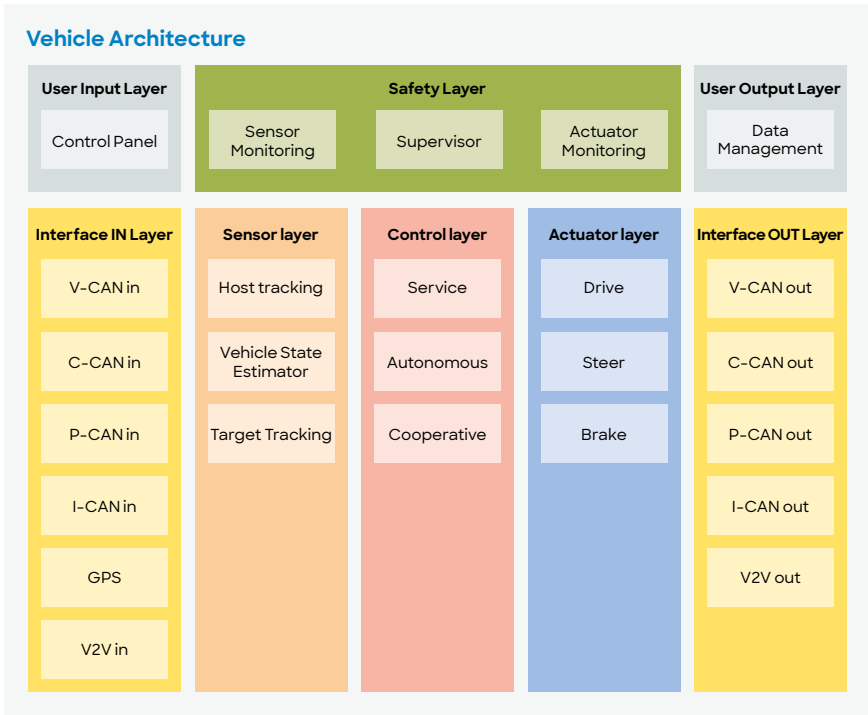 Vehicle Architecture
User Input Layer
Control Panel
Safety Layer
Sensor
Monitoring
Supervisor
Actuator
Monitoring
User Output Layer
Data
Management
Interface IN Layer
V-CAN in
C-CAN in
P-CAN in
I-CAN in
GPS
V2V in
Sensor layer
Host tracking
Vehicle State
Estimator
Target Tracking
Control layer
Service
Autonomous
Cooperative
Actuator layer
Drive
Steer
Brake
Interface OUT Layer
V-CAN out
C-CAN out
P-CAN out
I-CAN out
V2V out